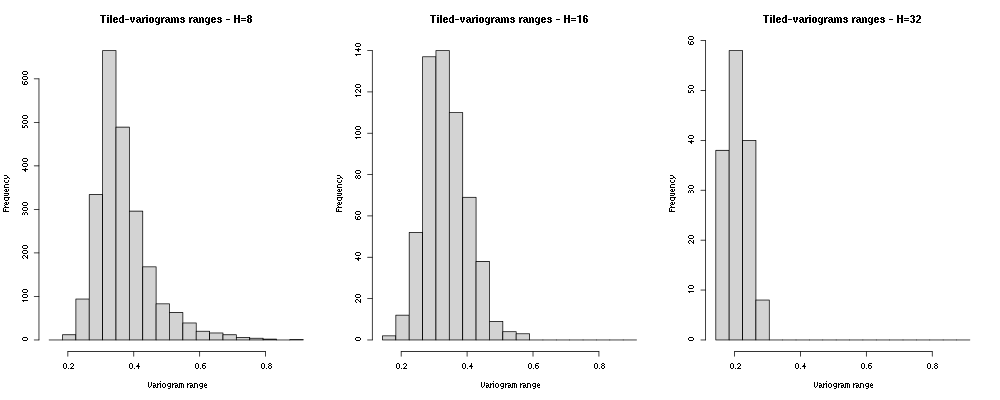 Tiled-variograms ranges - H=8
Frequency
0 100 200 300 400 500 600
0.2 0.4 0.6 0.8
Variogram range
Tiled-variograms ranges - H=16
Frequency
0 20 40 60 80 100 120 140
0.2 0.4 0.6 0.8
Variogram range
Tiled-variograms ranges - H=32
Frequency
0 10 20 30 40 50 60
0.2 0.4 0.6 0.8
Variogram range